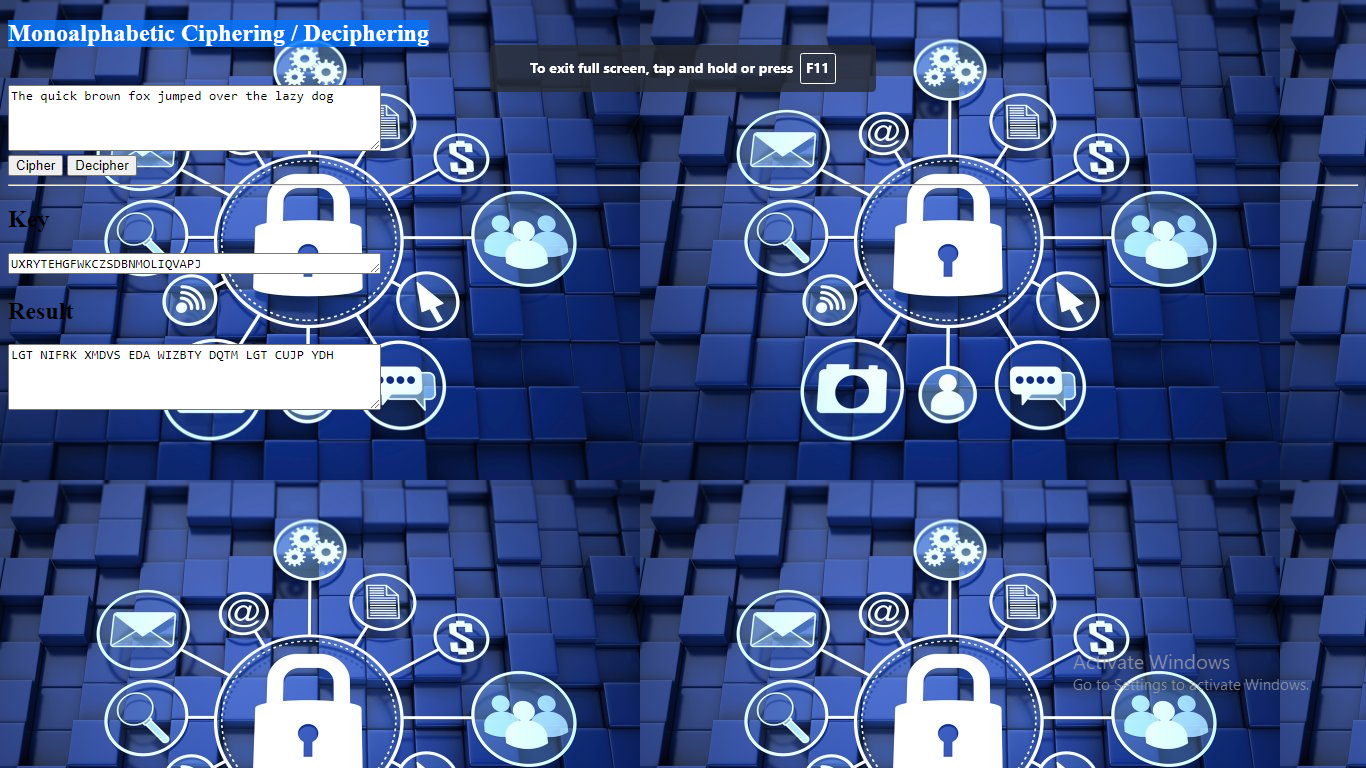 Monoalphabetic Ciphering / Deciphering
To exit full screen, tap and hold or press F11
The quick brown fox jumped over the lazy dog
Cipher Decipher
Key
UXRYTEHGFWKCZSDBNMOLIQVAPJ
Result
LGT NIFRK XMDVS EDA WIZBTY DQTM LGT CUJP YDH
Activate Windows
Go to Settings to activate Windows.